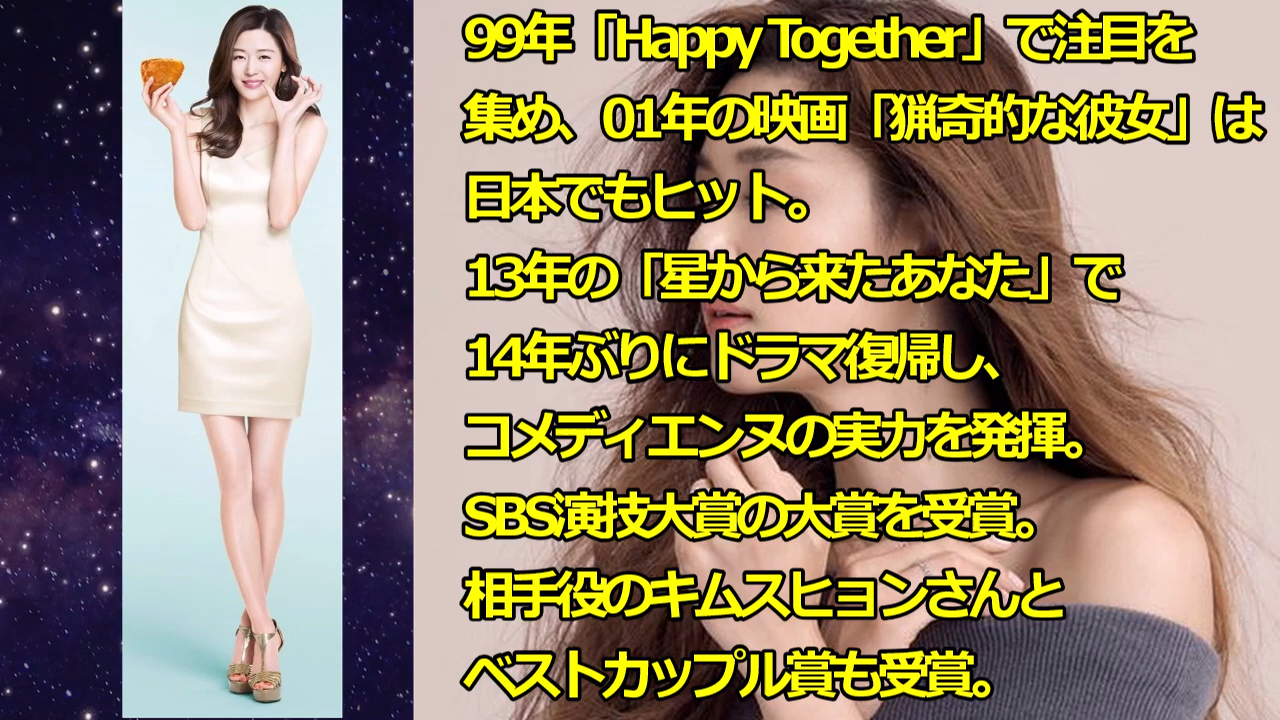 99年「Happy Together」で注目を
集め、01年の映画「猟奇的な彼女」は
日本でもヒット。
13年の「星から来たあなた」で
14年ぶりにドラマ復帰し、
コメディエンヌの実力を発揮。
SBS演技大賞の大賞を受賞。
相手役のキムスヒョンさんと
ベストカップル賞も受賞。